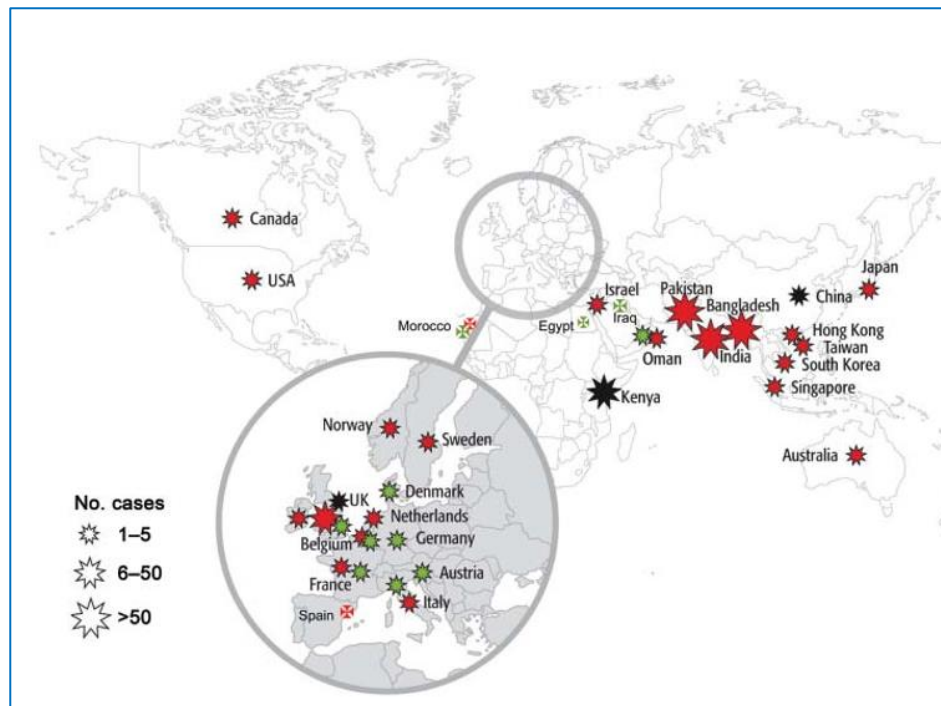 Canada
USA
Morocco
Egypt
Israel
Iraq
Oman
Pakistan
Bangladesh
India
Kenya
China
Japan
Hong Kong
Taiwan
South Korea
Singapore
Australia
Norway
Sweden
Denmark
UK
Netherlands
Belgium
Germany
France
Austria
Italy
Spain
No. cases
1–5
6–50
>50